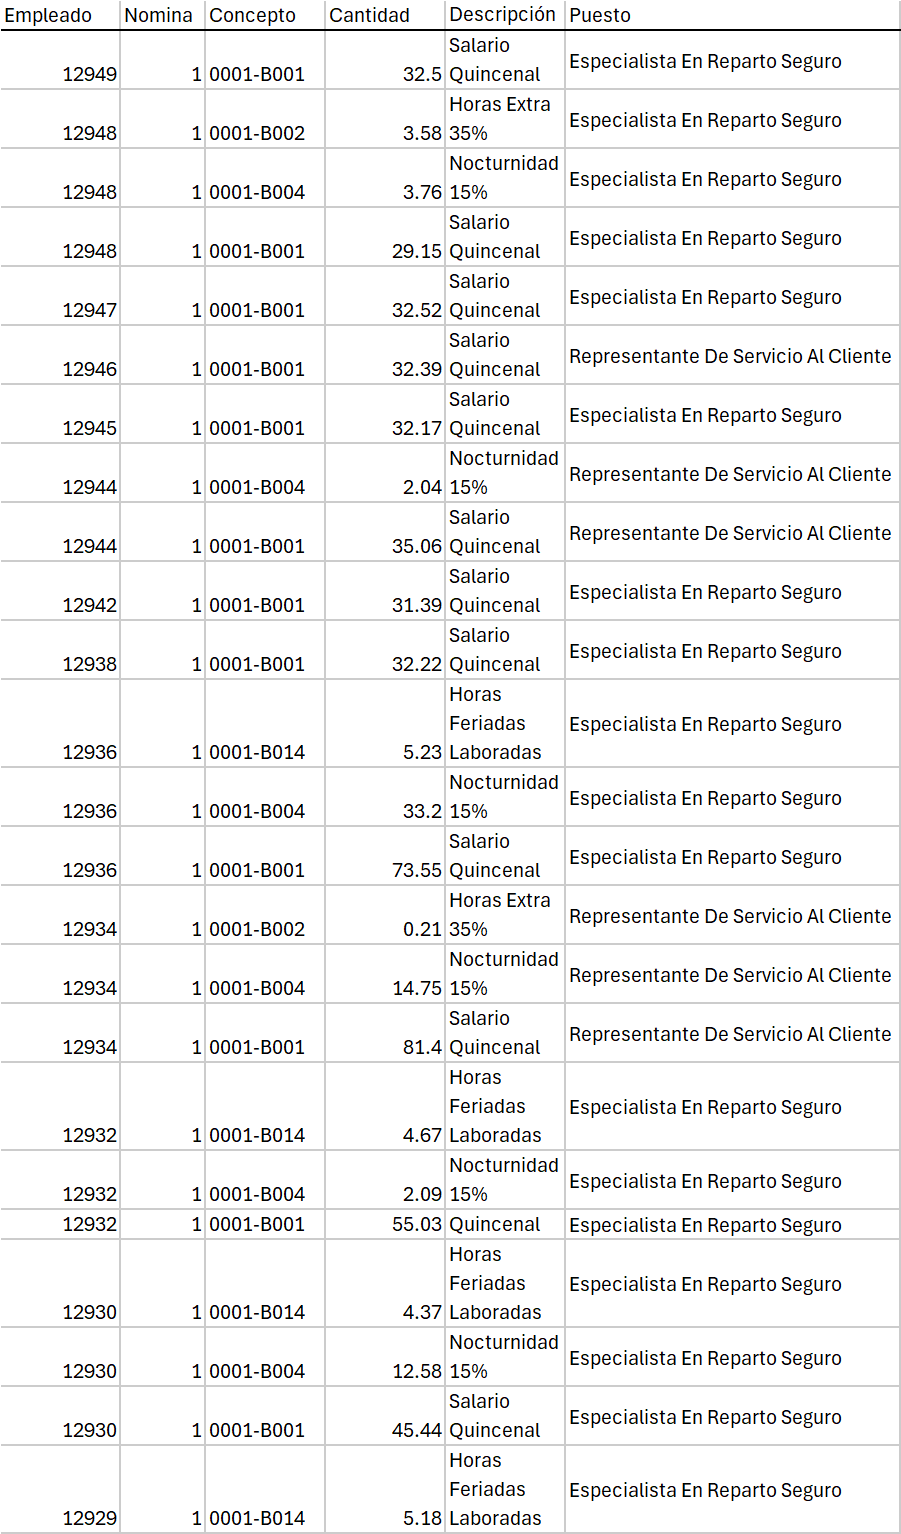 Empleado Nomina Concepto Cantidad Descripción Puesto
12949 1 0001-B001 32.5 Salario Quincenal Especialista En Reparto Seguro
12948 1 0001-B002 3.58 Horas Extra 35% Especialista En Reparto Seguro
12948 1 0001-B004 3.76 Nocturnidad 15% Especialista En Reparto Seguro
12948 1 0001-B001 29.15 Salario Quincenal Especialista En Reparto Seguro
12947 1 0001-B001 32.52 Salario Quincenal Especialista En Reparto Seguro
12946 1 0001-B001 32.39 Salario Quincenal Representante De Servicio Al Cliente
12945 1 0001-B001 32.17 Salario Quincenal Especialista En Reparto Seguro
12944 1 0001-B004 2.04 Nocturnidad 15% Representante De Servicio Al Cliente
12944 1 0001-B001 35.06 Salario Quincenal Representante De Servicio Al Cliente
12942 1 0001-B001 31.39 Salario Quincenal Especialista En Reparto Seguro
12938 1 0001-B001 32.22 Salario Quincenal Especialista En Reparto Seguro
12936 1 0001-B014 5.23 Horas Feriadas Laboradas Especialista En Reparto Seguro
12936 1 0001-B004 33.2 Nocturnidad 15% Especialista En Reparto Seguro
12936 1 0001-B001 73.55 Salario Quincenal Especialista En Reparto Seguro
12934 1 0001-B002 0.21 Horas Extra 35% Representante De Servicio Al Cliente
12934 1 0001-B004 14.75 Nocturnidad 15% Representante De Servicio Al Cliente
12934 1 0001-B001 81.4 Salario Quincenal Representante De Servicio Al Cliente
12932 1 0001-B014 4.67 Horas Feriadas Laboradas Especialista En Reparto Seguro
12932 1 0001-B004 2.09 Nocturnidad 15% Especialista En Reparto Seguro
12932 1 0001-B001 55.03 Quincenal Especialista En Reparto Seguro
12930 1 0001-B014 4.37 Horas Feriadas Laboradas Especialista En Reparto Seguro
12930 1 0001-B004 12.58 Nocturnidad 15% Especialista En Reparto Seguro
12930 1 0001-B001 45.44 Salario Quincenal Especialista En Reparto Seguro
12929 1 0001-B014 5.18 Horas Feriadas Laboradas Especialista En Reparto Seguro